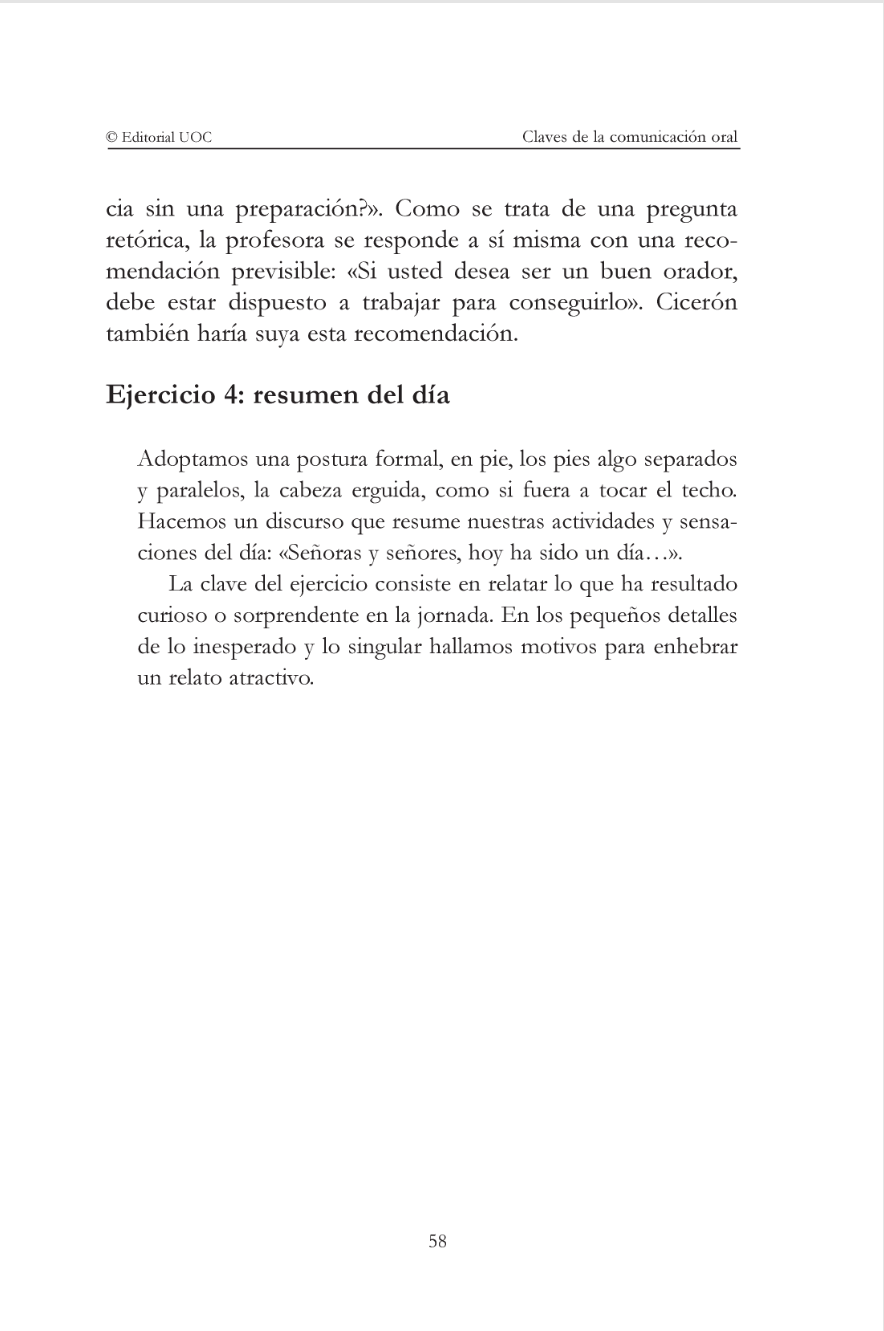 © Editorial UOC
Claves de la comunicación oral
cia sin una preparación?». Como se trata de una pregunta
retórica, la profesora se responde a sí misma con una reco-
mendación previsible: «Si usted desea ser un buen orador,
debe estar dispuesto a trabajar para conseguirlo». Cicerón
también haría suya esta recomendación.
Ejercicio 4: resumen del día
Adoptamos una postura formal, en pie, los pies algo separados
y paralelos, la cabeza erguida, como si fuera a tocar el techo.
Hacemos un discurso que resume nuestras actividades y sensa-
ciones del día: «Señoras y señores, hoy ha sido un día…».
La clave del ejercicio consiste en relatar lo que ha resultado
curioso o sorprendente en la jornada. En los pequeños detalles
de lo inesperado y lo singular hallamos motivos para enhebrar
un relato atractivo.
58